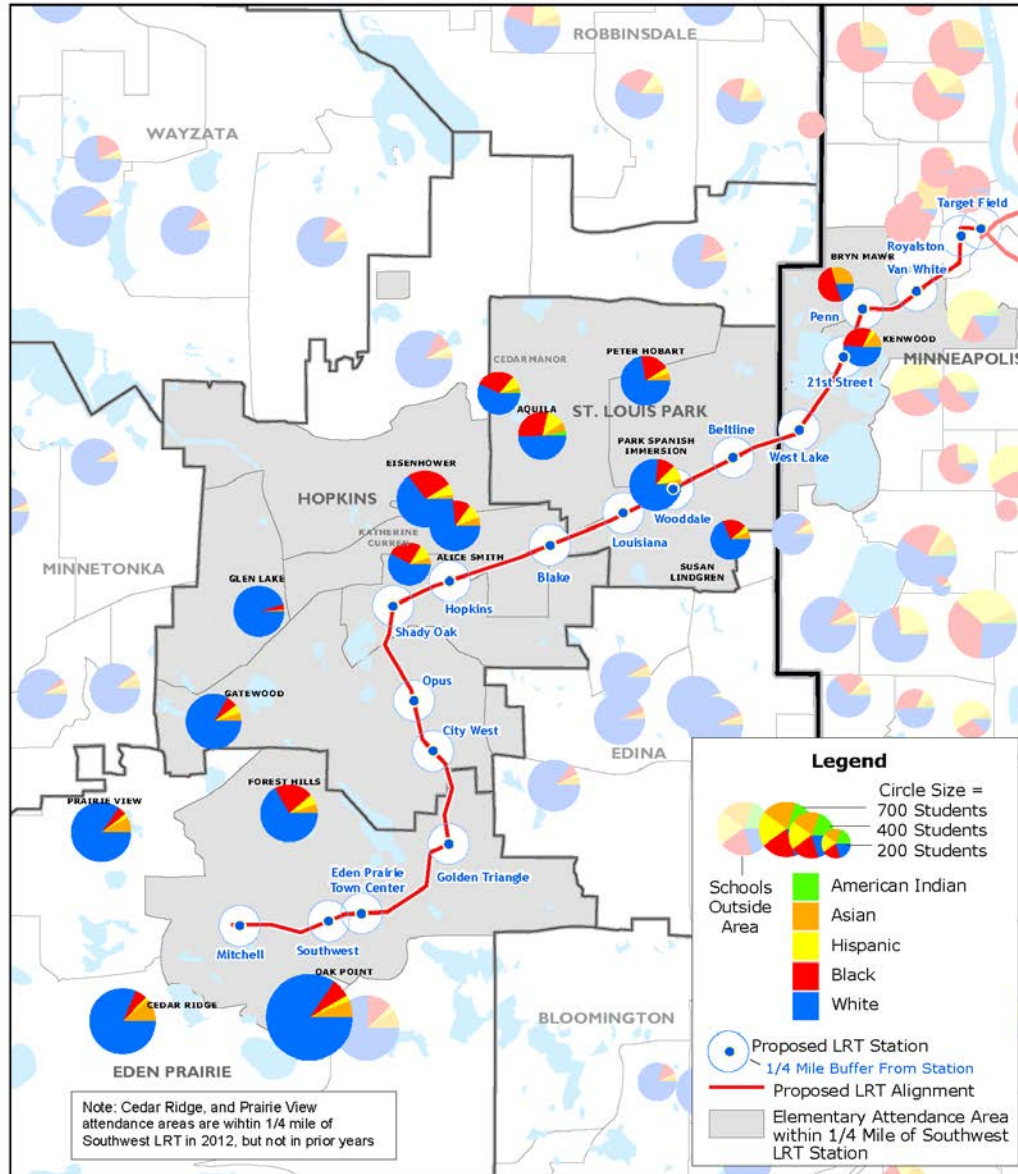 ROBBINSDALE
WAYZATA
Target Field
Royalston
BRYN MAWR
Van White
Penn
KENWOOD
MINNEAPOLIS
21st Street
PETER HOBART
CEDAR MANOR
ST. LOUIS PARK
AQUILA
Beltline
West Lake
PARK SPANISH
IMMERSION
EISENHOWER
HOPKINS
Wooddale
KATHERINE
CURREN
Louisiana
MINNETONKA
ALICE SMITH
Blake
SUSAN
LINDGREN
GLEN LAKE
Hopkins
Shady Oak
Opus
GATEWOOD
City West
EDINA
FOREST HILLS
PRAIRIE VIEW
Golden Triangle
Eden Prairie
Town Center
Mitchell
Southwest
OAK POINT
CEDAR RIDGE
BLOOMINGTON
EDEN PRAIRIE
Note: Cedar Ridge, and Prairie View
attendance areas are wihtin 1/4 mile of
Southwest LRT in 2012, but not in prior years
Legend
Circle Size =
700 Students
400 Students
200 Students
Schools
Outside
Area
American Indian
Asian
Hispanic
Black
White
Proposed LRT Station
1/4 Mile Buffer From Station
Proposed LRT Alignment
Elementary Attendance Area
within 1/4 Mile of Southwest
LRT Station